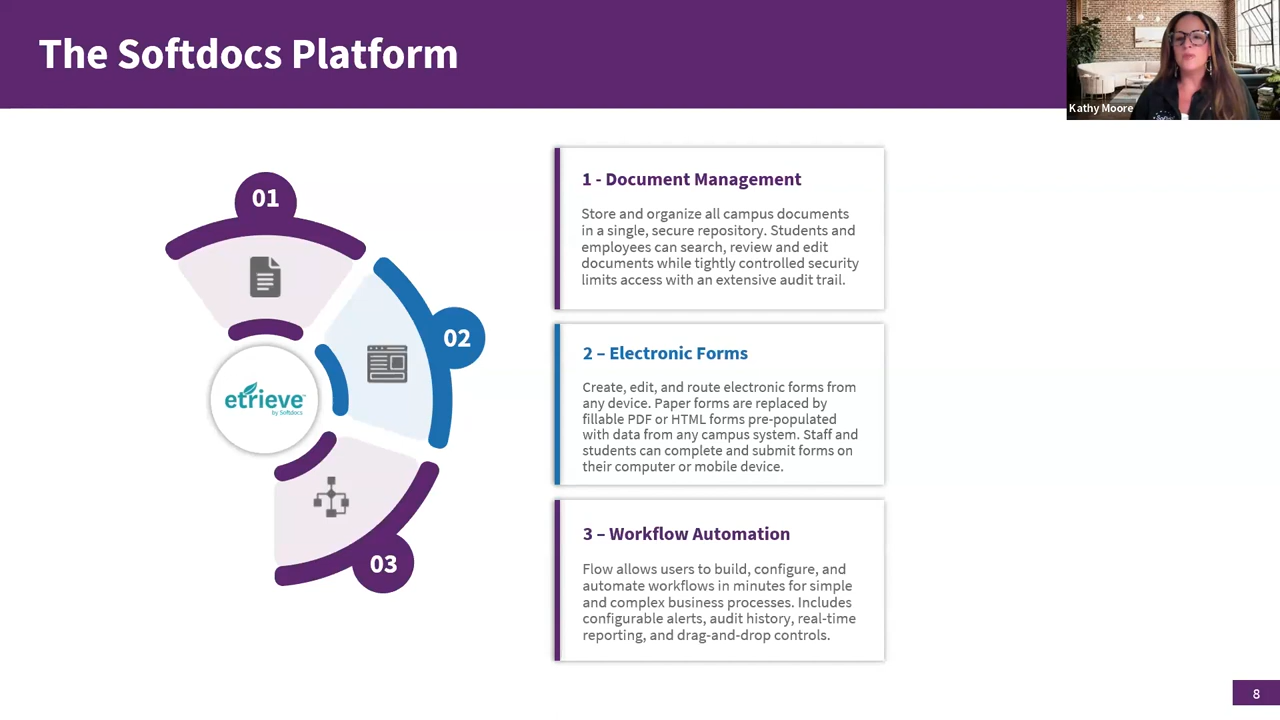 The Softdocs Platform
Kathy Moore
01
02
03
etrieve™
by Softdocs
1 - Document Management
Store and organize all campus documents
in a single, secure repository. Students and
employees can search, review and edit
documents while tightly controlled security
limits access with an extensive audit trail.
2 – Electronic Forms
Create, edit, and route electronic forms from
any device. Paper forms are replaced by
fillable PDF or HTML forms pre-populated
with data from any campus system. Staff and
students can complete and submit forms on
their computer or mobile device.
3 – Workflow Automation
Flow allows users to build, configure, and
automate workflows in minutes for simple
and complex business processes. Includes
configurable alerts, audit history, real-time
reporting, and drag-and-drop controls.
8